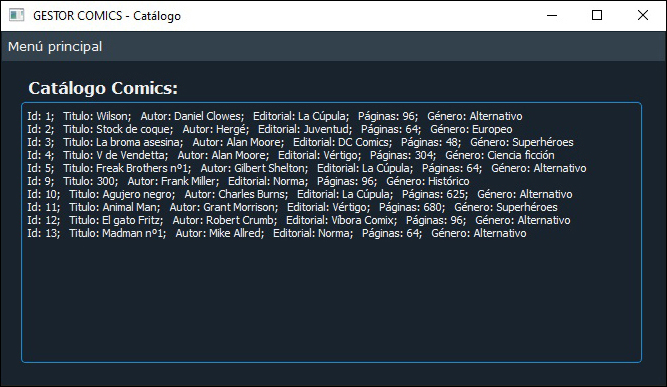 GESTOR COMICS - Catálogo
Menú principal
Catálogo Comics:
Id: 1; Titulo: Wilson; Autor: Daniel Clowes; Editorial: La Cúpula; Páginas: 96; Género: Alternativo
Id: 2; Titulo: Stock de coque; Autor: Hergé; Editorial: Juventud; Páginas: 64; Género: Europeo
Id: 3; Titulo: La broma asesina; Autor: Alan Moore; Editorial: DC Comics; Páginas: 48; Género: Superhéroes
Id: 4; Titulo: V de Vendetta; Autor: Alan Moore; Editorial: Vértigo; Páginas: 304; Género: Ciencia ficción
Id: 5; Titulo: Freak Brothers nº1; Autor: Gilbert Shelton; Editorial: La Cúpula; Páginas: 64; Género: Alternativo
Id: 9; Titulo: 300; Autor: Frank Miller; Editorial: Norma; Páginas: 96; Género: Histórico
Id: 10; Titulo: Agujero negro; Autor: Charles Burns; Editorial: La Cúpula; Páginas: 625; Género: Alternativo
Id: 11; Titulo: Animal Man; Autor: Grant Morrison; Editorial: Vértigo; Páginas: 680; Género: Superhéroes
Id: 12; Titulo: El gato Fritz; Autor: Robert Crumb; Editorial: Víbora Comix; Páginas: 96; Género: Alternativo
Id: 13; Titulo: Madman nº1; Autor: Mike Allred; Editorial: Norma; Páginas: 64; Género: Alternativo